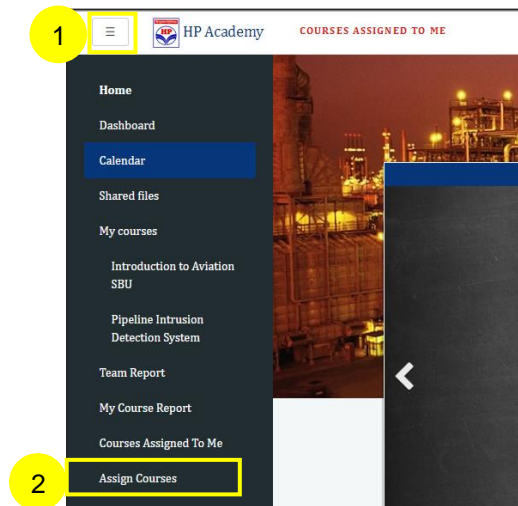 1
☰
HP
HP Academy
COURSES ASSIGNED TO ME
Home
Dashboard
Calendar
Shared files
My courses
Introduction to Aviation
SBU
Pipeline Intrusion
Detection System
Team Report
My Course Report
Courses Assigned To Me
2
Assign Courses